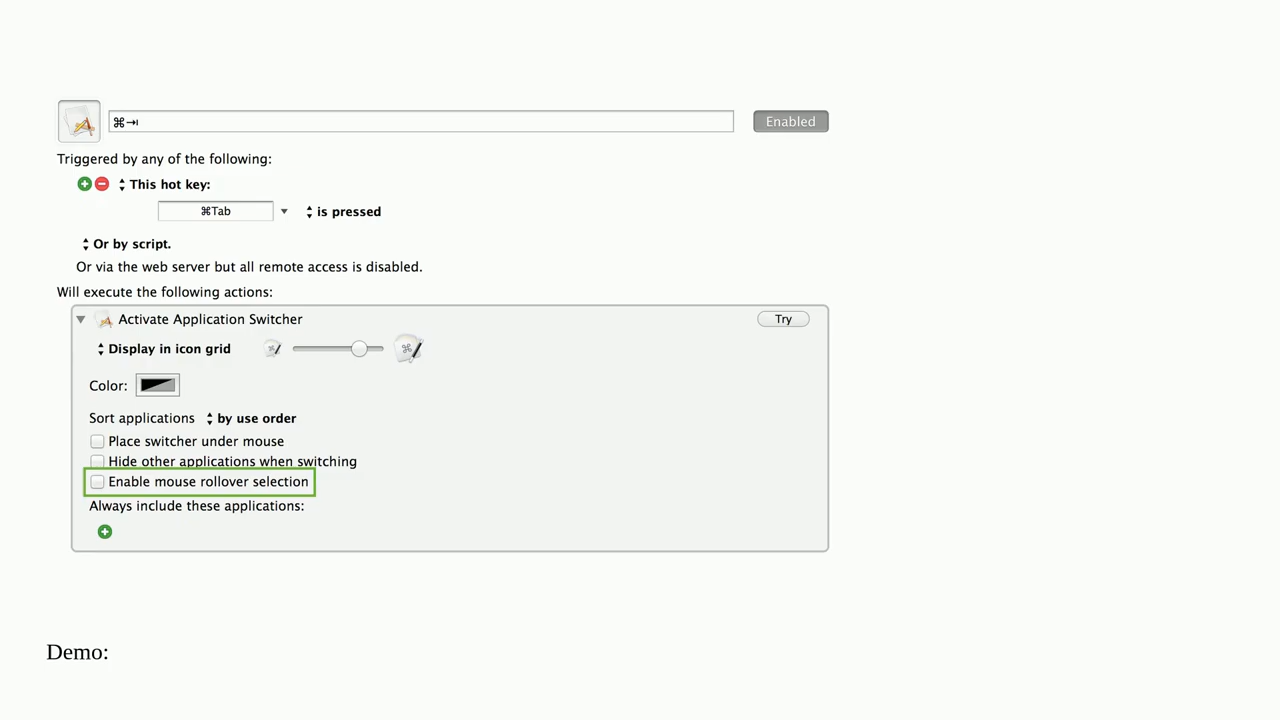 ⌘⇥
Enabled
Triggered by any of the following:
This hot key:
⌘Tab
is pressed
Or by script.
Or via the web server but all remote access is disabled.
Will execute the following actions:
Activate Application Switcher
Try
Display in icon grid
Color:
Sort applications by use order
Place switcher under mouse
Hide other applications when switching
Enable mouse rollover selection
Always include these applications:
Demo: